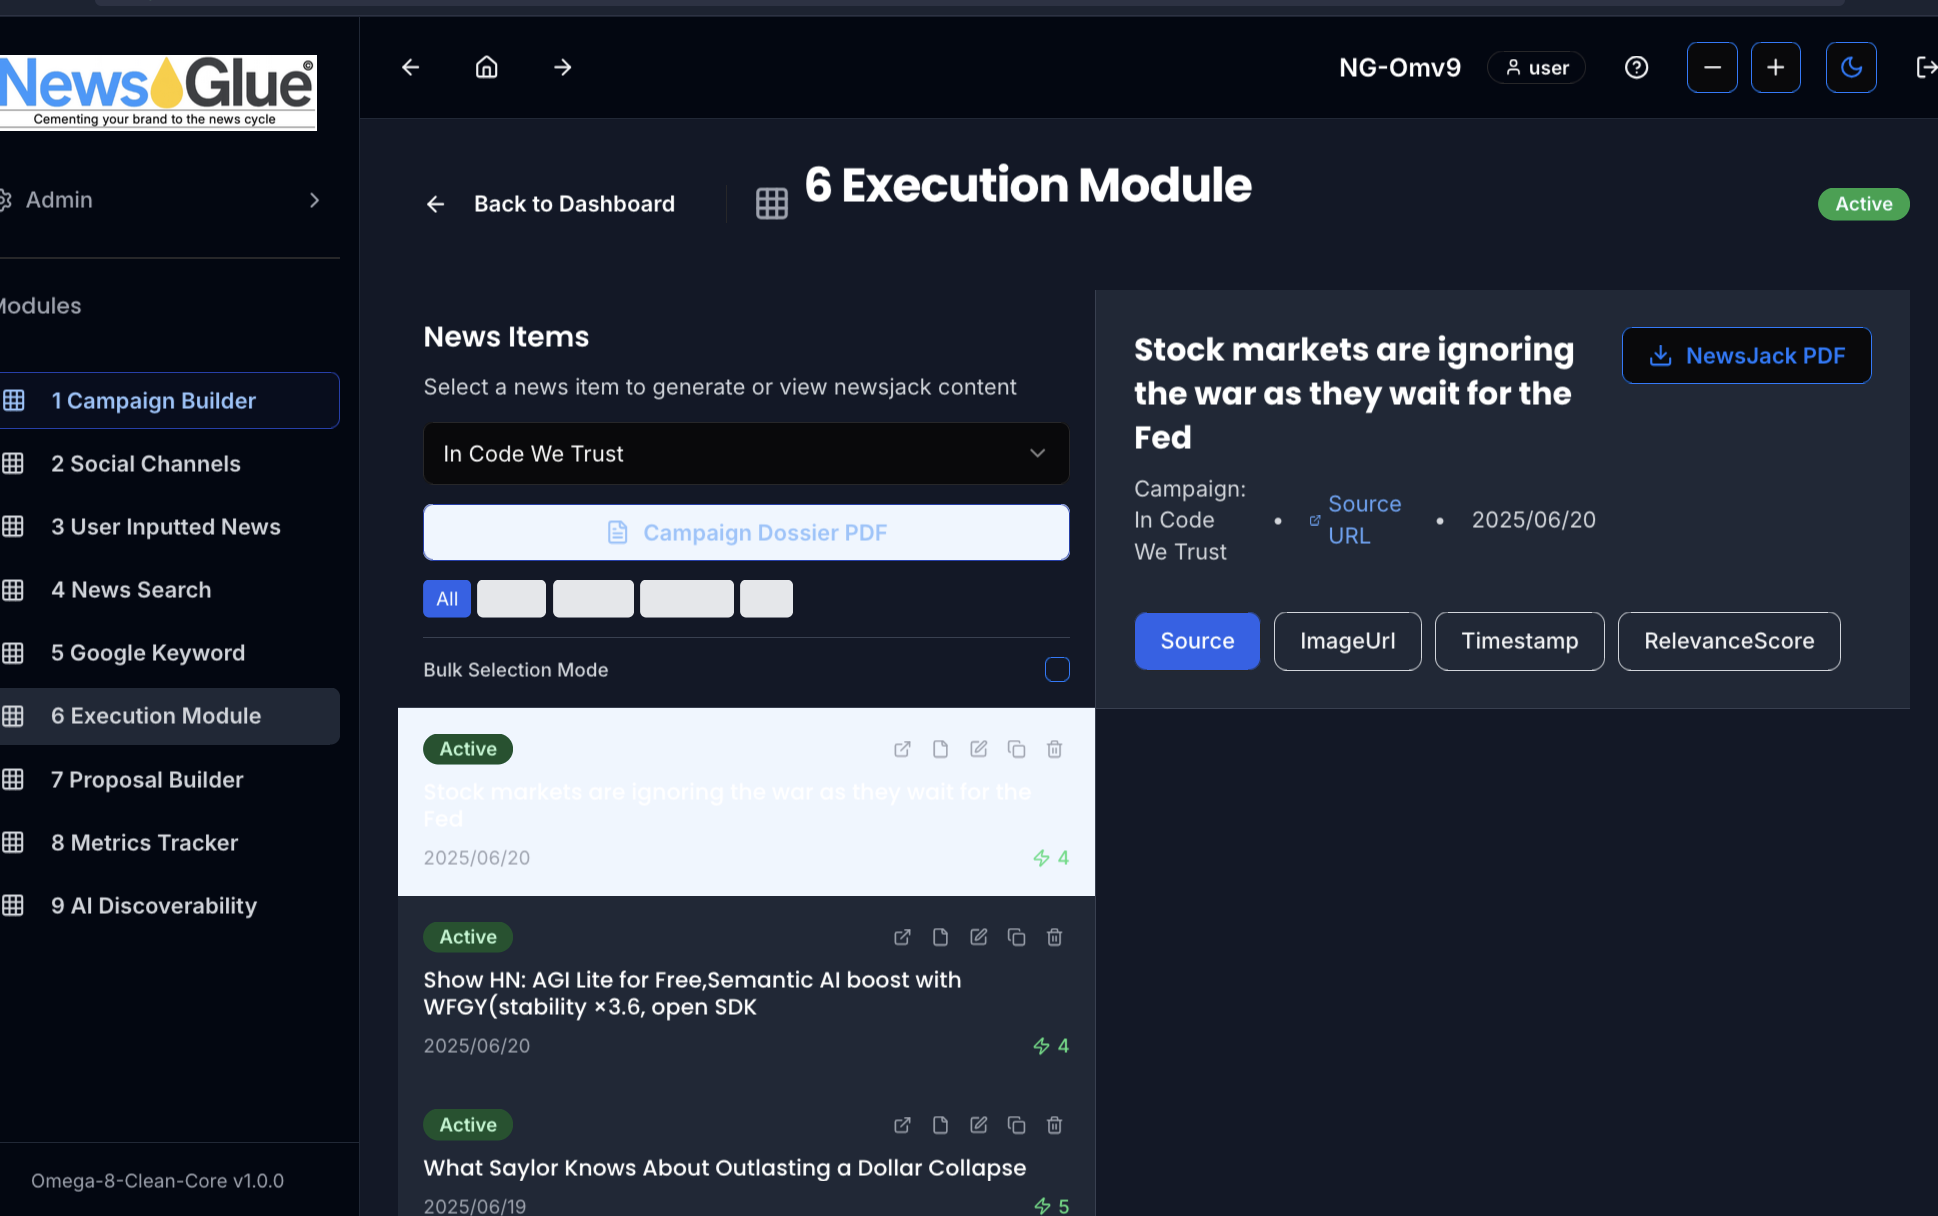 NewsGlue©
Cementing your brand to the news cycle
NG-Omv9
user
Admin
Modules
1 Campaign Builder
2 Social Channels
3 User Inputted News
4 News Search
5 Google Keyword
6 Execution Module
7 Proposal Builder
8 Metrics Tracker
9 AI Discoverability
Omega-8-Clean-Core v1.0.0
Back to Dashboard
6 Execution Module
Active
News Items
Select a news item to generate or view newsjack content
In Code We Trust
Campaign Dossier PDF
All
Bulk Selection Mode
Active
Stock markets are ignoring the war as they wait for the
Fed
2025/06/20
4
Active
Show HN: AGI Lite for Free,Semantic AI boost with
WFGY(stability ×3.6, open SDK
2025/06/20
4
Active
What Saylor Knows About Outlasting a Dollar Collapse
2025/06/19
5
Stock markets are ignoring
the war as they wait for the
Fed
NewsJack PDF
Campaign:
In Code
We Trust
•
Source
URL
•
2025/06/20
Source
ImageUrl
Timestamp
RelevanceScore